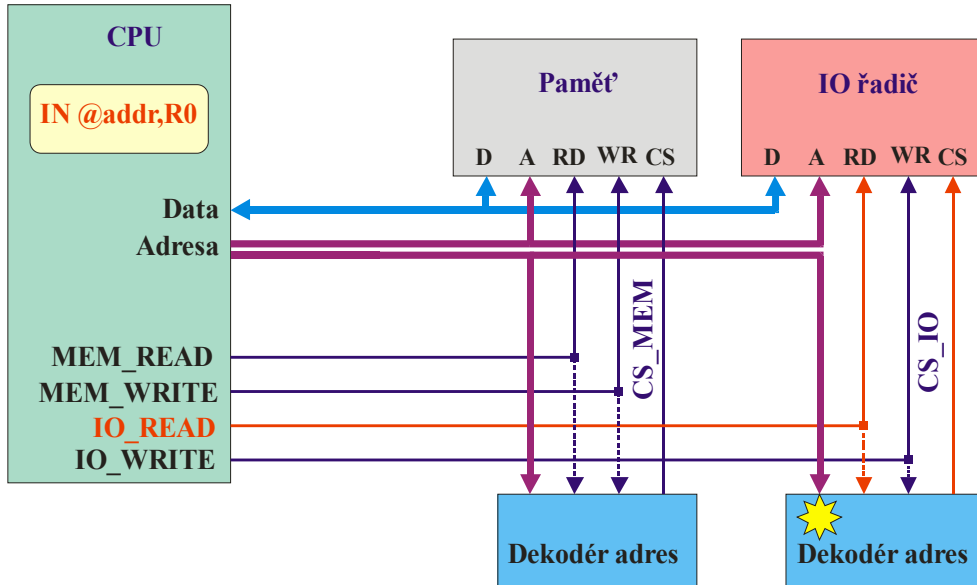 CPU
IN @addr,R0
Data
Adresa
MEM_READ
MEM_WRITE
IO_READ
IO_WRITE
Paměť
D A RD WR CS
IO řadič
D A RD WR CS
CS_MEM
CS_IO
Dekodér adres
Dekodér adres